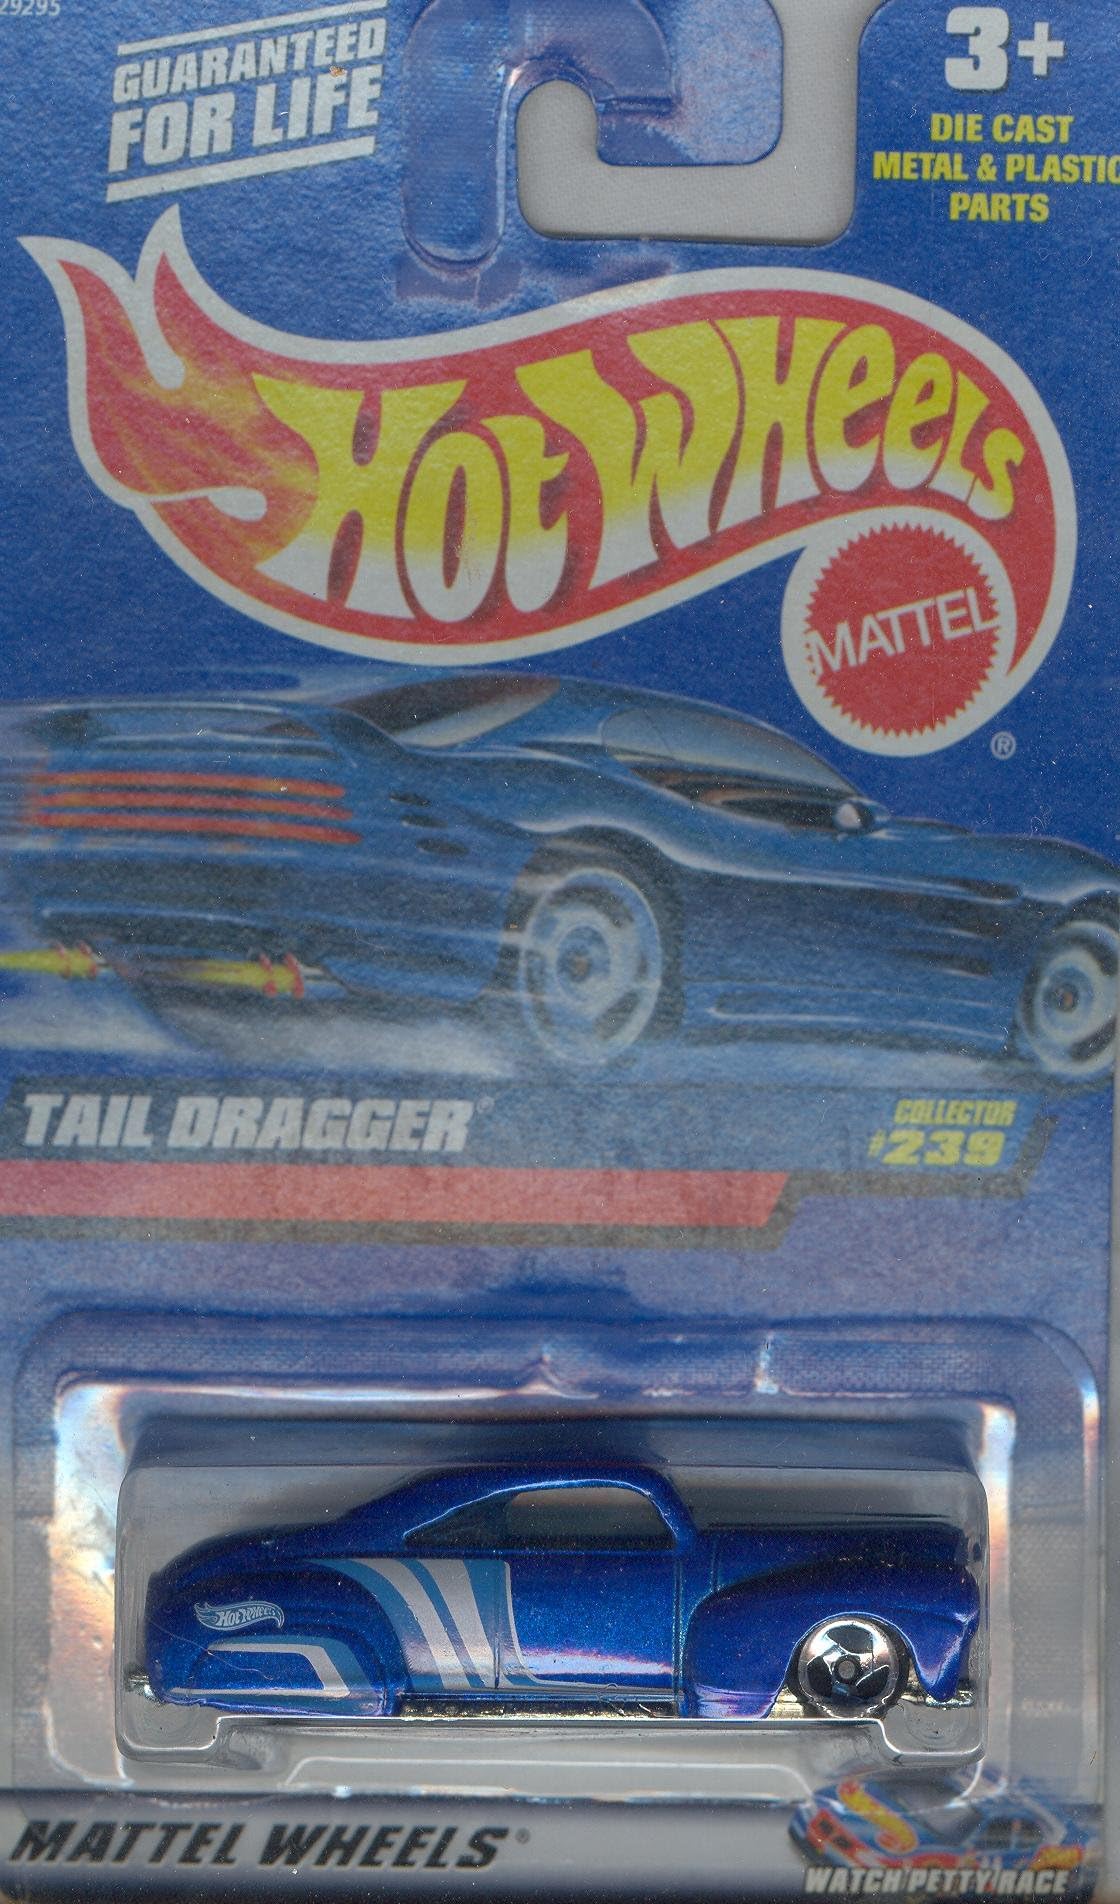 29295
GUARANTEED
FOR LIFE
3+
DIE CAST
METAL & PLASTIC
PARTS
HOT WHEELS
MATTEL
®
TAIL DRAGGER®
COLLECTOR
#239
HOT WHEELS
MATTEL WHEELS®
WATCH PETTY RACE